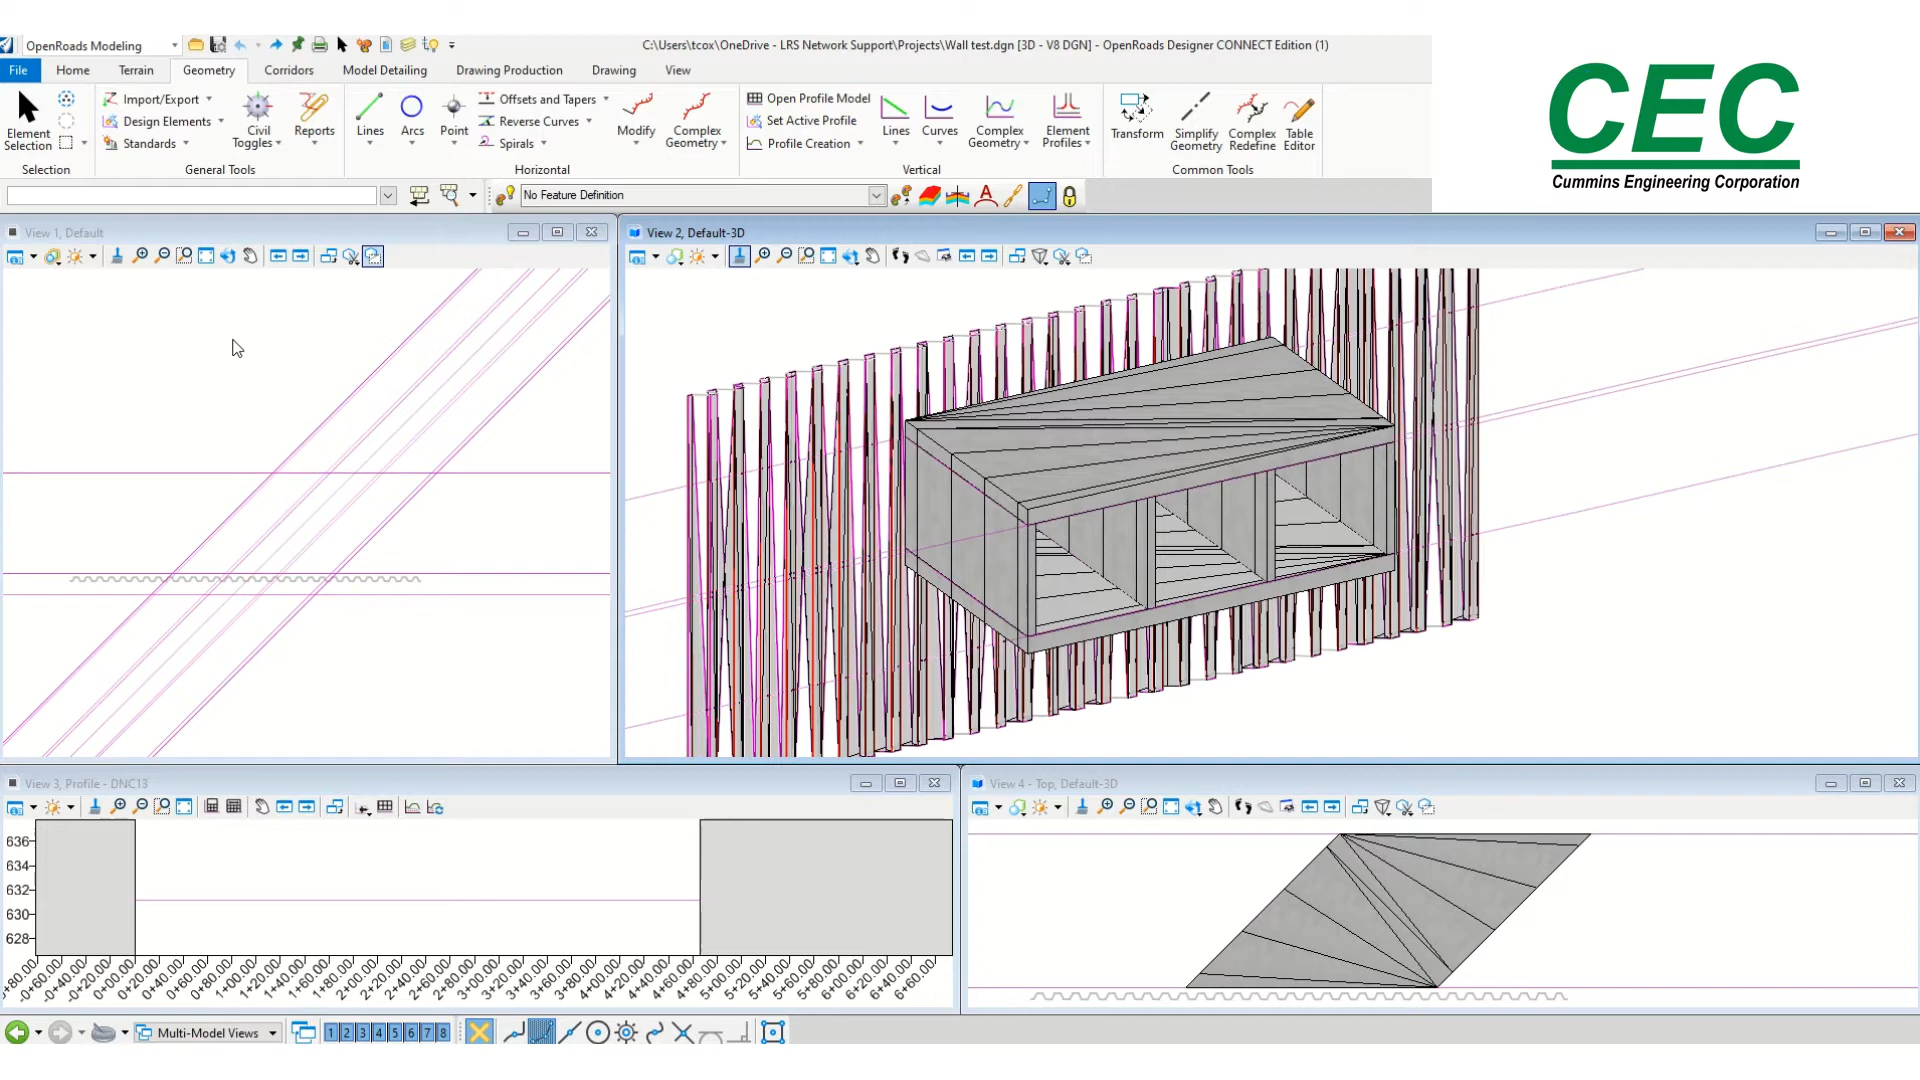 OpenRoads Modeling
C:\Users\tcox\OneDrive - LRS Network Support\Projects\Wall test.dgn [3D - V8 DGN] - OpenRoads Designer CONNECT Edition (1)
File Home Terrain Geometry Corridors Model Detailing Drawing Production Drawing View
Element Selection
Selection
Import/Export
Design Elements
Standards
Civil Toggles
Reports
General Tools
Lines
Arcs
Point
Offsets and Tapers
Reverse Curves
Spirals
Modify
Complex Geometry
Horizontal
Open Profile Model
Set Active Profile
Profile Creation
Lines
Curves
Complex Geometry
Element Profiles
Vertical
Transform
Simplify Geometry
Complex Redefine
Table Editor
Common Tools
CEC
Cummins Engineering Corporation
No Feature Definition
View 1, Default
View 2, Default-3D
View 3, Profile - DNC13
636
634
632
630
628
-0+60.00 -0+40.00 -0+20.00 0+00.00 0+20.00 0+40.00 0+60.00 0+80.00 1+00.00 1+20.00 1+40.00 1+60.00 1+80.00 2+00.00 2+20.00 2+40.00 2+60.00 2+80.00 3+00.00 3+20.00 3+40.00 3+60.00 3+80.00 4+00.00 4+20.00 4+40.00 4+60.00 4+80.00 5+00.00 5+20.00 5+40.00 5+60.00 5+80.00 6+00.00 6+20.00 6+40.00 6+60.00
View 4 - Top, Default-3D
Multi-Model Views
1 2 3 4 5 6 7 8